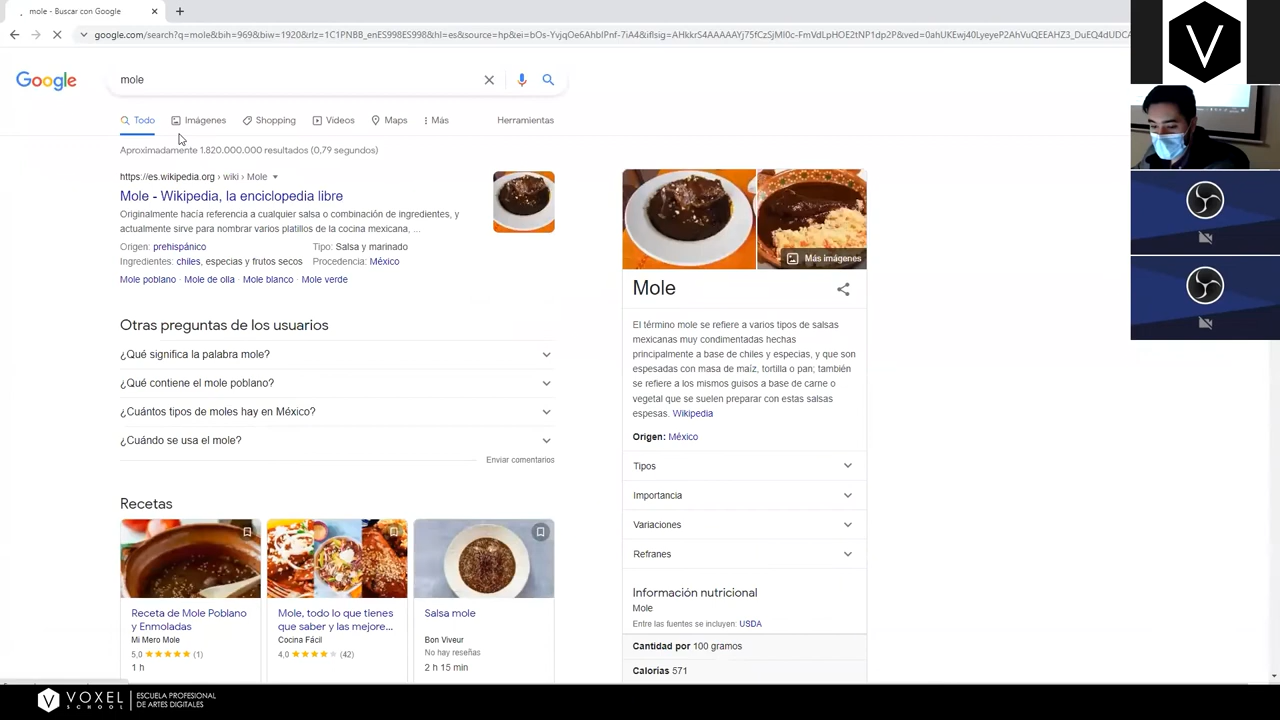 mole - Buscar con Google
google.com/search?q=mole&bih=969&biw=1920&rlz=1C1PNBB_enES998ES998&hl=es&source=hp&ei=
mole
Google
Todo Imágenes Shopping Videos Maps Más Herramientas
Aproximadamente 1.820.000.000 resultados (0,79 segundos)
https://es.wikipedia.org › wiki › Mole
Mole - Wikipedia, la enciclopedia libre
Originalmente hacía referencia a cualquier salsa o combinación de ingredientes, y
actualmente sirve para nombrar varios platillos de la cocina mexicana, ...
Origen: prehispánico Tipo: Salsa y marinado
Ingredientes: chiles, especias y frutos secos Procedencia: México
Mole poblano · Mole de olla · Mole blanco · Mole verde
Otras preguntas de los usuarios
¿Qué significa la palabra mole?
¿Qué contiene el mole poblano?
¿Cuántos tipos de moles hay en México?
¿Cuándo se usa el mole?
Enviar comentarios
Recetas
Receta de Mole Poblano
y Enmoladas
Mi Mero Mole
5,0 (1)
1 h
Mole, todo lo que tienes
que saber y las mejore...
Cocina Fácil
4,0 (42)
Salsa mole
Bon Viveur
No hay reseñas
2 h 15 min
Más imágenes
Mole
El término mole se refiere a varios tipos de salsas
mexicanas muy condimentadas hechas
principalmente a base de chiles y especias, y que son
espesadas con masa de maíz, tortilla o pan; también
se refiere a los mismos guisos a base de carne o
vegetal que se suelen preparar con estas salsas
espesas. Wikipedia
Origen: México
Tipos
Importancia
Variaciones
Refranes
Información nutricional
Mole
Entre las fuentes se incluyen: USDA
Cantidad por 100 gramos
Calorías 571
VOXEL
SCHOOL
ESCUELA PROFESIONAL
DE ARTES DIGITALES